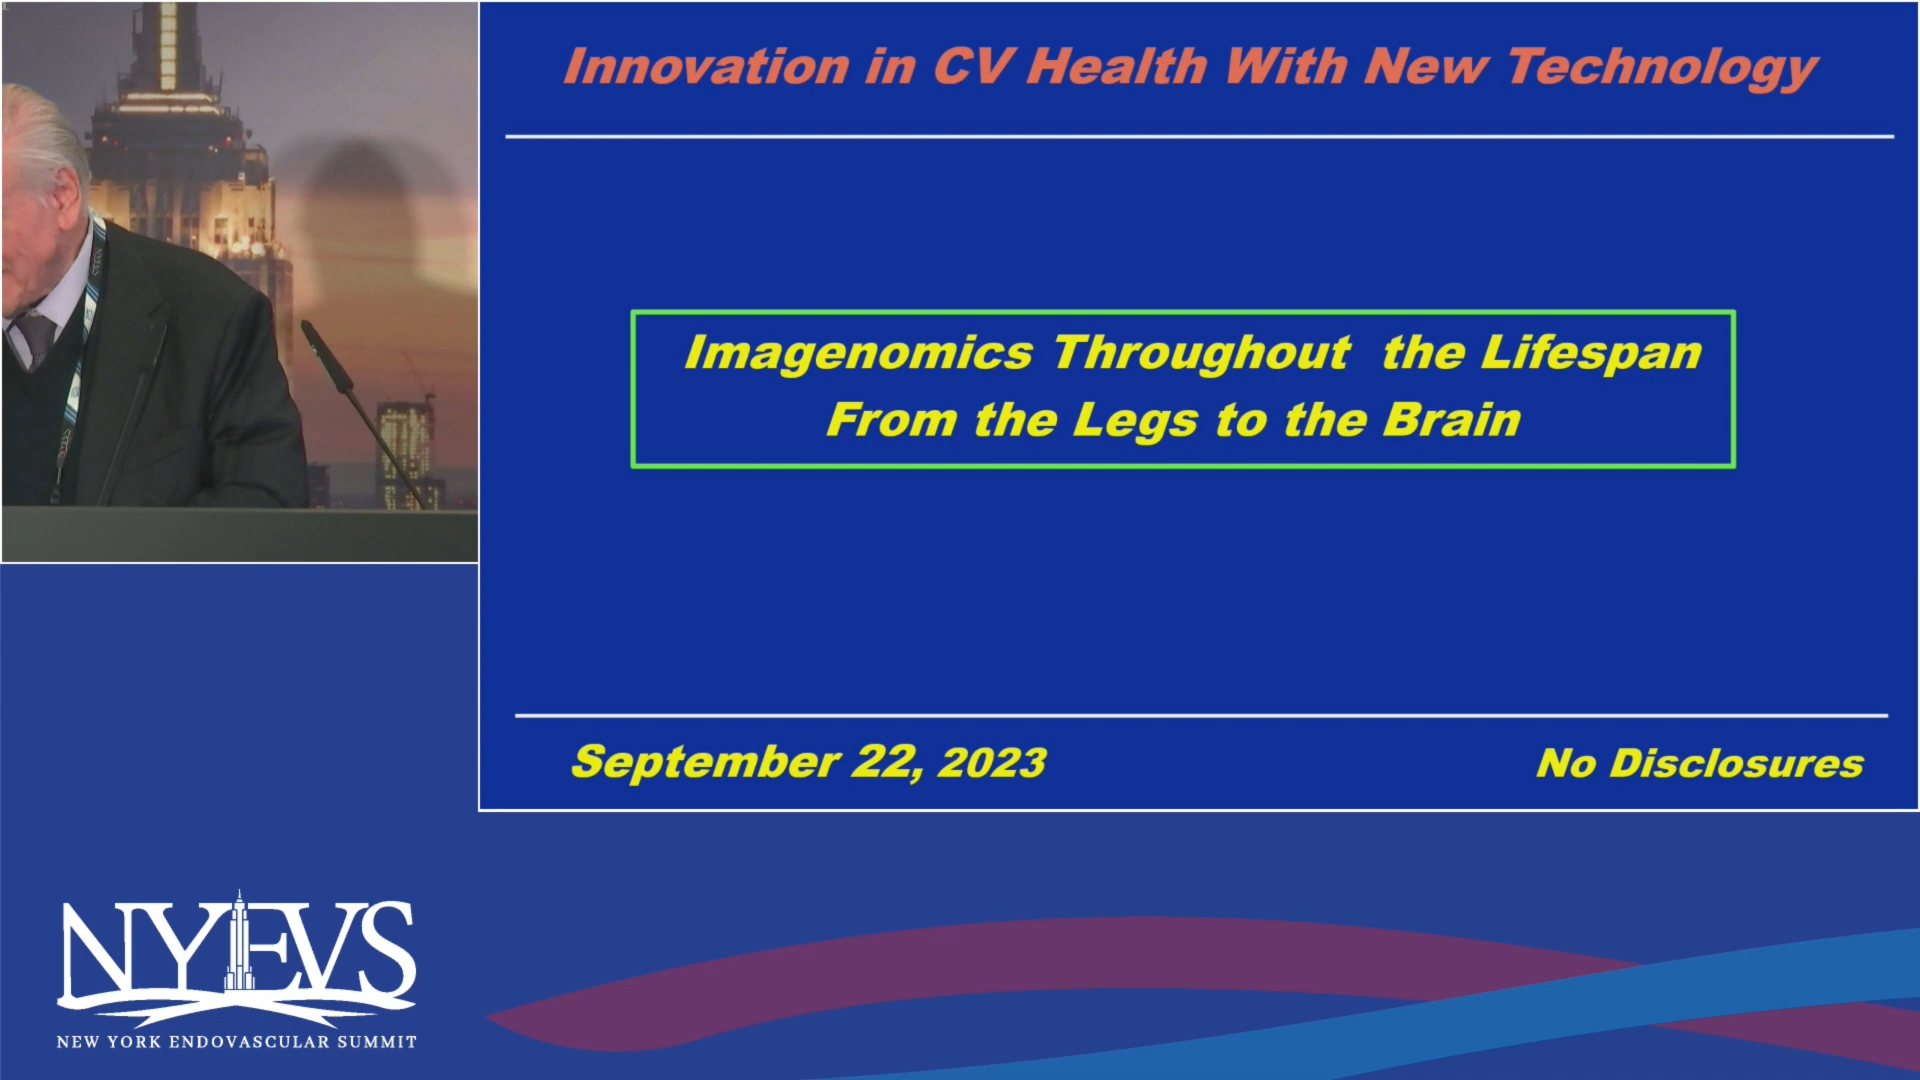 Innovation in CV Health With New Technology
Imagenomics Throughout the Lifespan
From the Legs to the Brain
September 22, 2023
No Disclosures
NYEVS
NEW YORK ENDOVASCULAR SUMMIT